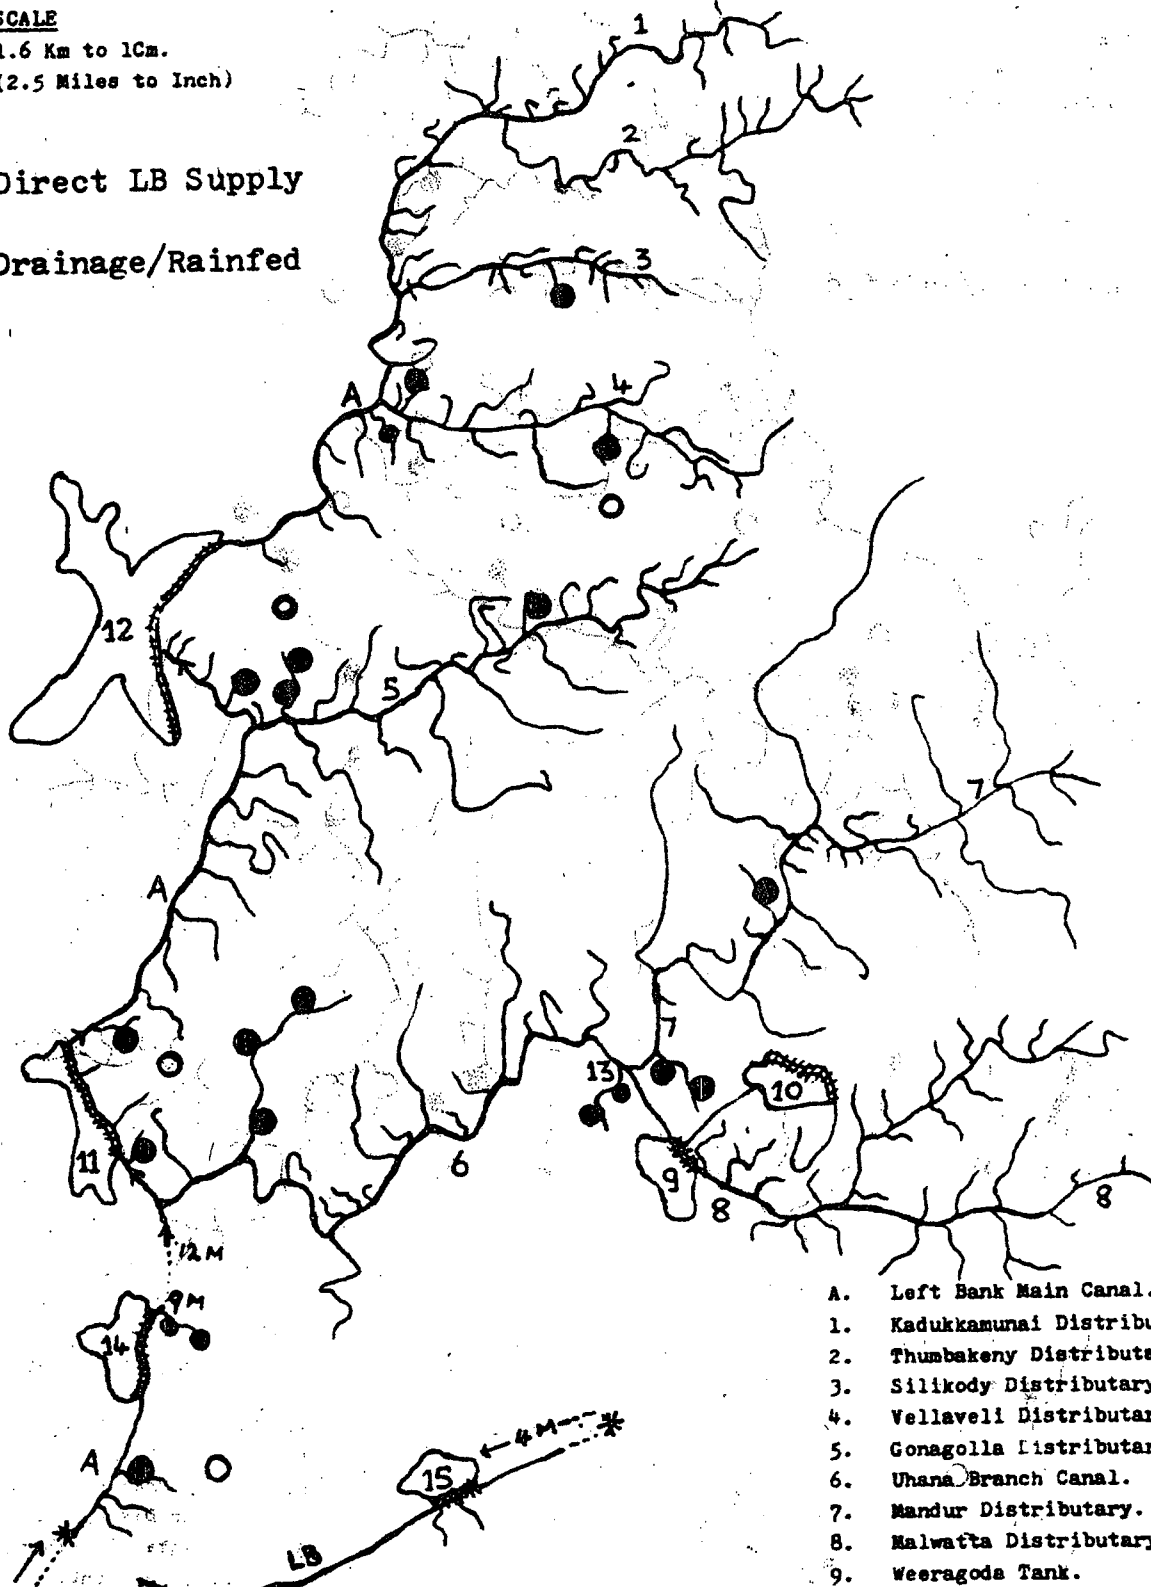 SCALE
1.6 Km to 1Cm.
(2.5 Miles to Inch)
1
2
Direct LB Supply
Drainage/Rainfed
3
4
A
12
5
7
A
7
13
10
11
6
9
8
8
12 M
9M
14
A
← 4 M
15
LB
A. Left Bank Main Canal.
1. Kadukkamunai Distribu
2. Thumbakeny Distributa
3. Silikody Distributary
4. Vellaveli Distributar
5. Gonagolla Distributar
6. Uhana Branch Canal.
7. Mandur Distributary.
8. Malwatta Distributary
9. Weeragoda Tank.